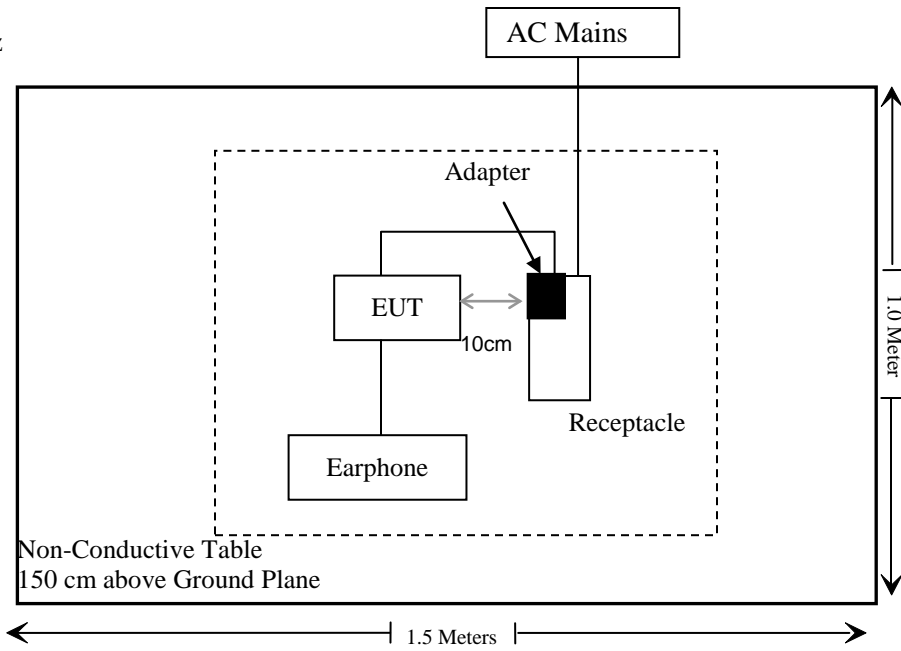 z
AC Mains
Adapter
EUT
10cm
1.0 Meter
Receptacle
Earphone
Non-Conductive Table
150 cm above Ground Plane
1.5 Meters